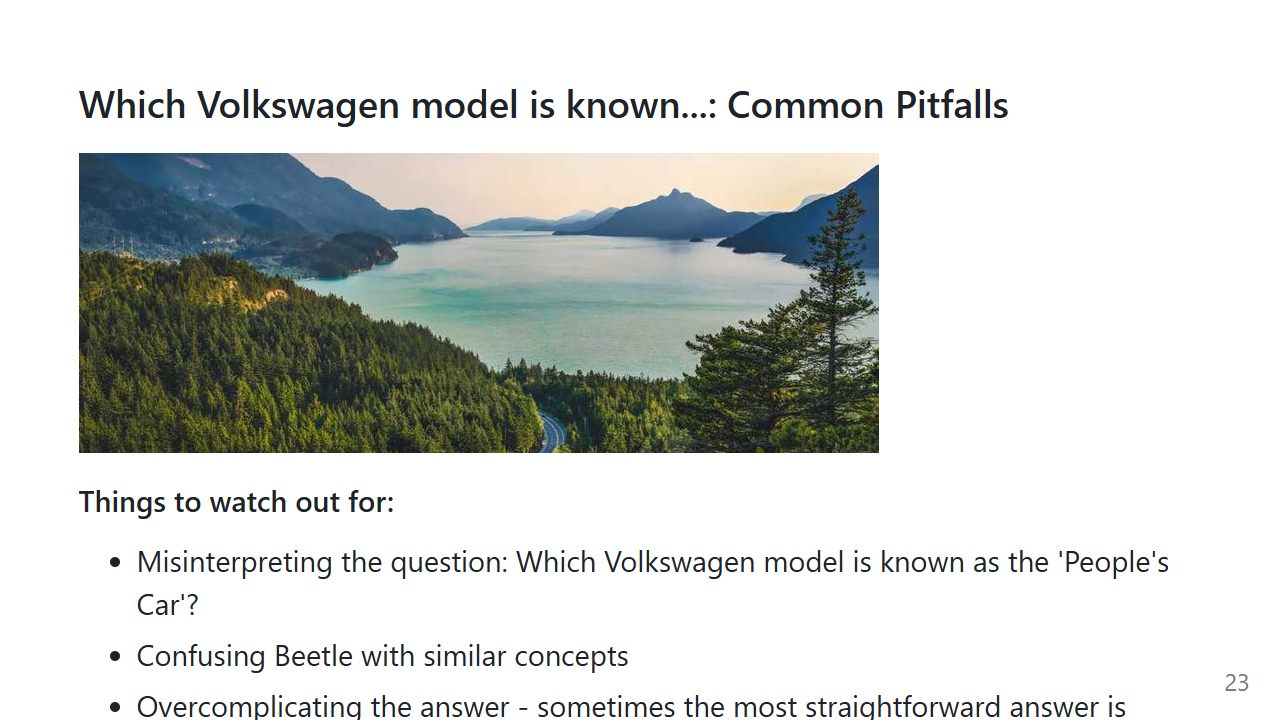 Which Volkswagen model is known...: Common Pitfalls
Things to watch out for:
• Misinterpreting the question: Which Volkswagen model is known as the 'People's
Car'?
• Confusing Beetle with similar concepts
• Overcomplicating the answer - sometimes the most straightforward answer is
23